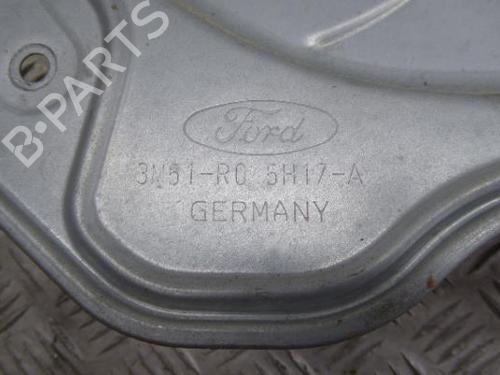 B-PARTS
Ford
3M51-R0 5H17-A
GERMANY